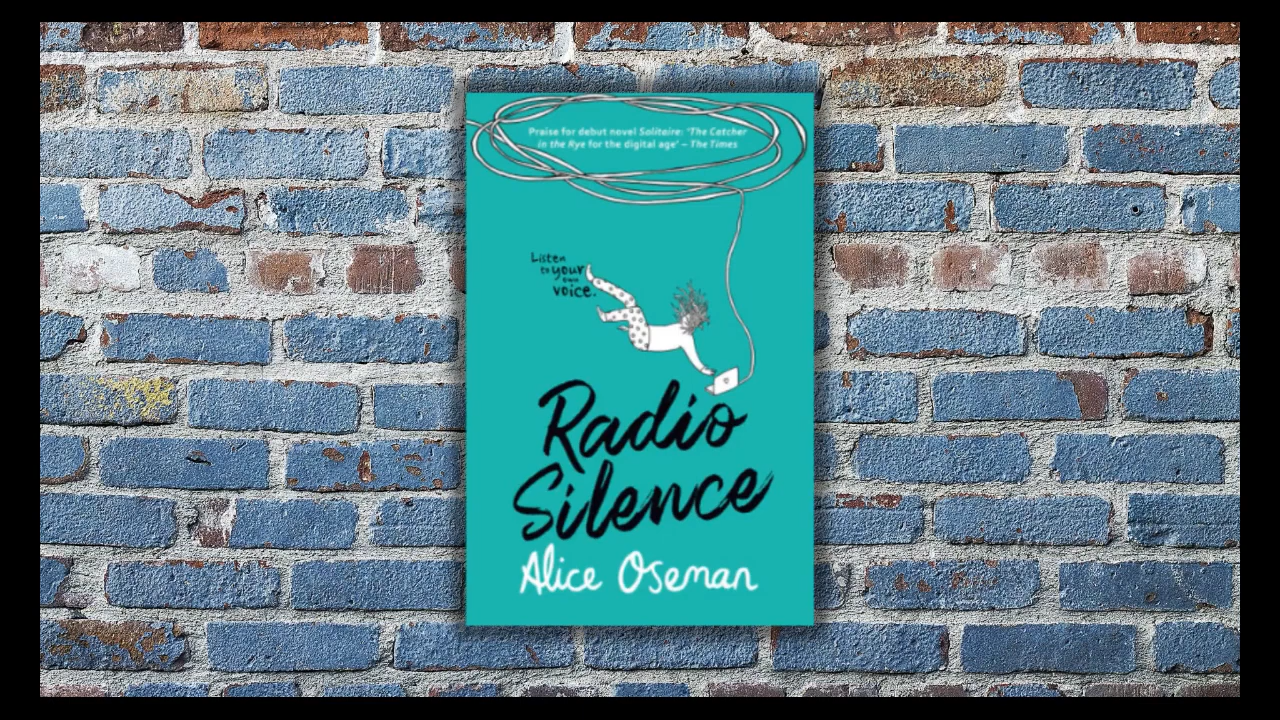 Praise for debut novel Solitaire: 'The Catcher
in the Rye for the digital age' – The Times
Listen
to your
own
voice.
Radio
Silence
Alice Oseman